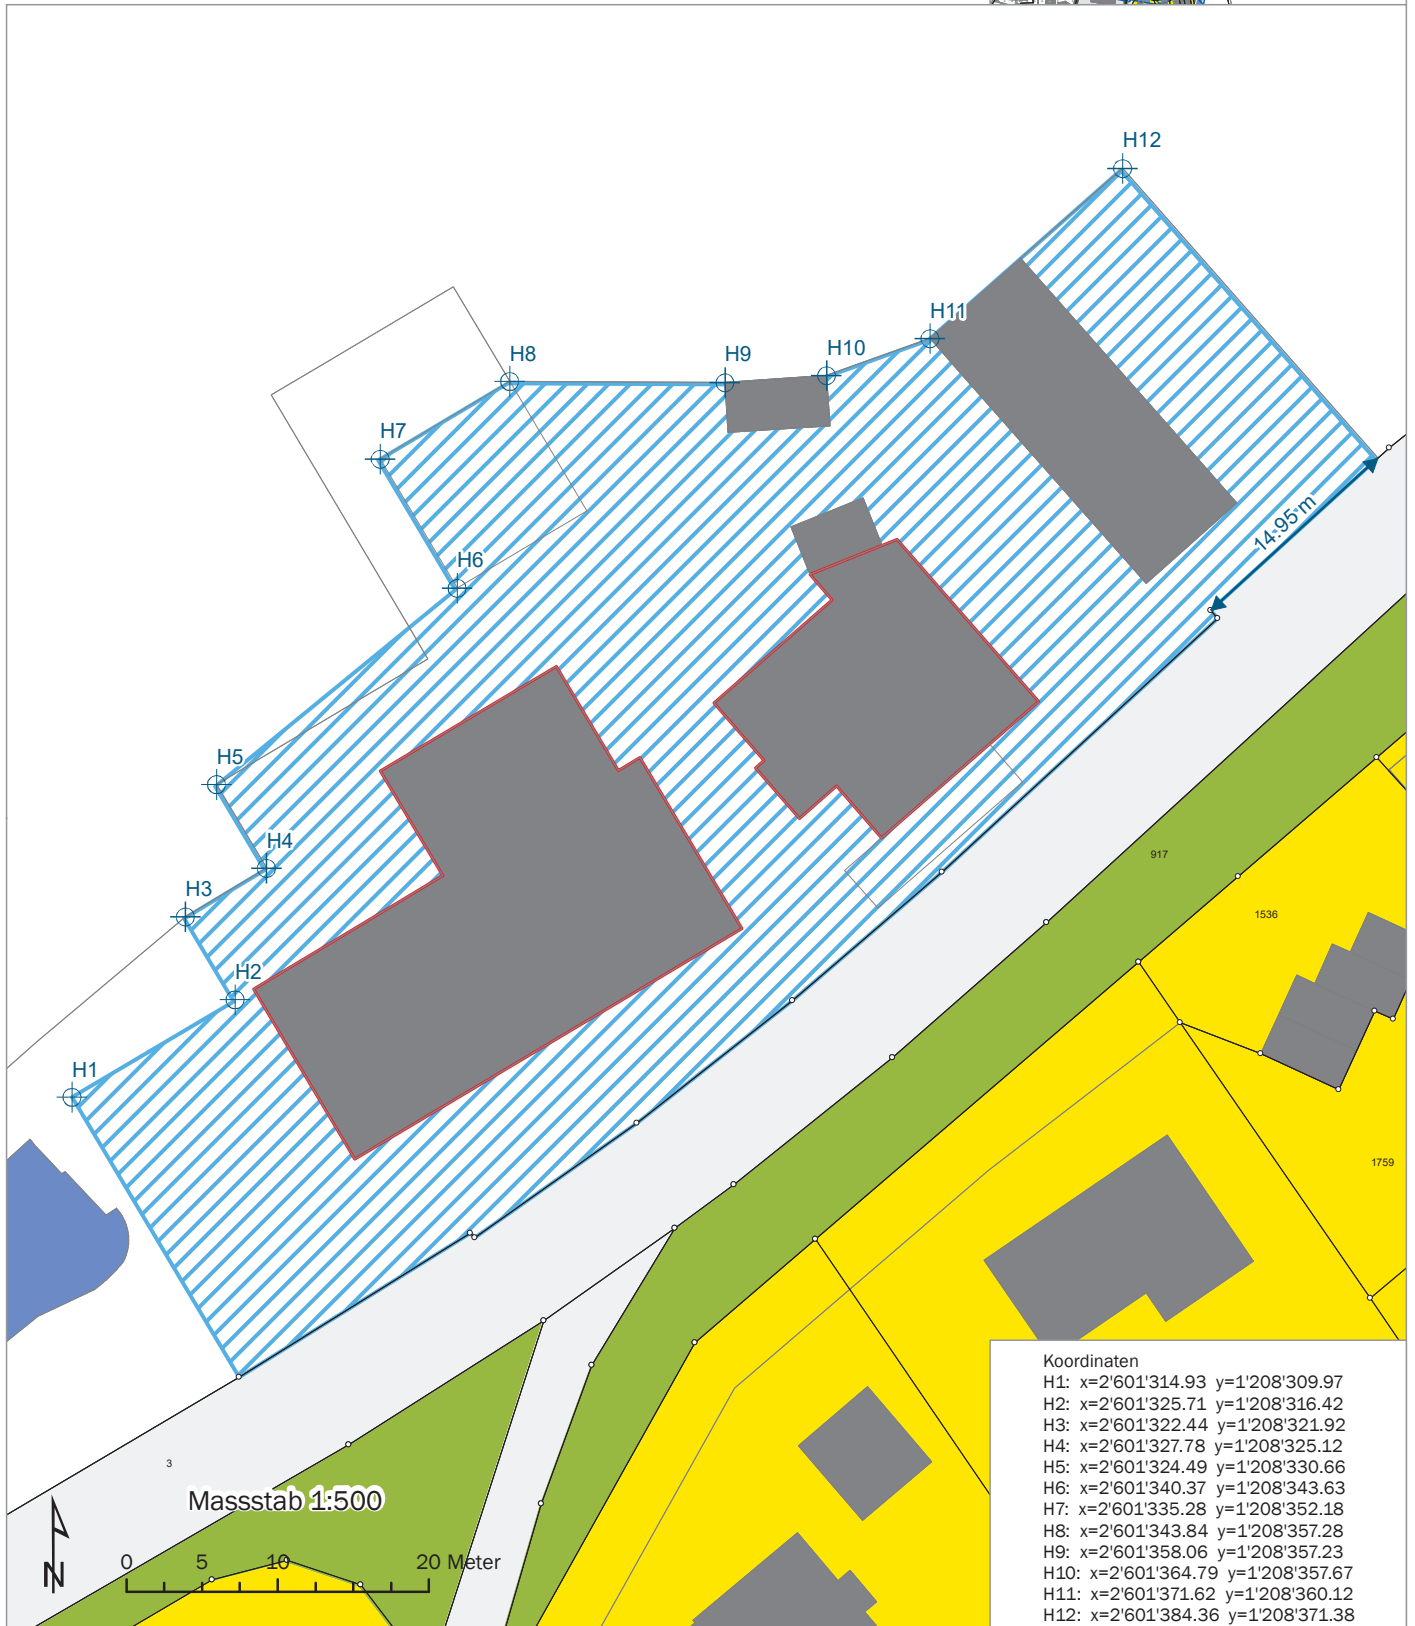 H12
H11
H10
H9
H8
H7
H6
14.95 m
H5
H4
917
H3
1536
H2
H1
1759
3
Massstab 1:500
0 5 10 20 Meter
N
Koordinaten
H1: x=2'601'314.93 y=1'208'309.97
H2: x=2'601'325.71 y=1'208'316.42
H3: x=2'601'322.44 y=1'208'321.92
H4: x=2'601'327.78 y=1'208'325.12
H5: x=2'601'324.49 y=1'208'330.66
H6: x=2'601'340.37 y=1'208'343.63
H7: x=2'601'335.28 y=1'208'352.18
H8: x=2'601'343.84 y=1'208'357.28
H9: x=2'601'358.06 y=1'208'357.23
H10: x=2'601'364.79 y=1'208'357.67
H11: x=2'601'371.62 y=1'208'360.12
H12: x=2'601'384.36 y=1'208'371.38